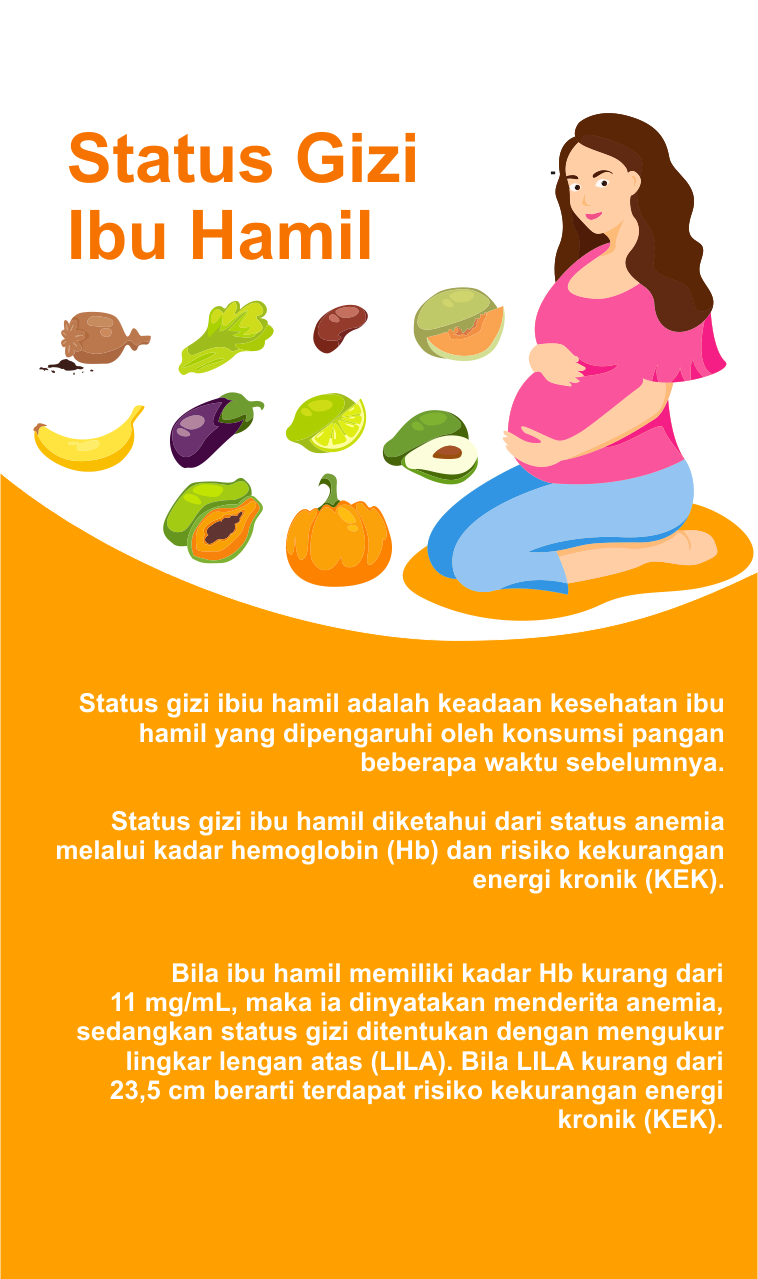 Status Gizi
Ibu Hamil
Status gizi ibiu hamil adalah keadaan kesehatan ibu
hamil yang dipengaruhi oleh konsumsi pangan
beberapa waktu sebelumnya.
Status gizi ibu hamil diketahui dari status anemia
melalui kadar hemoglobin (Hb) dan risiko kekurangan
energi kronik (KEK).
Bila ibu hamil memiliki kadar Hb kurang dari
11 mg/mL, maka ia dinyatakan menderita anemia,
sedangkan status gizi ditentukan dengan mengukur
lingkar lengan atas (LILA). Bila LILA kurang dari
23,5 cm berarti terdapat risiko kekurangan energi
kronik (KEK).